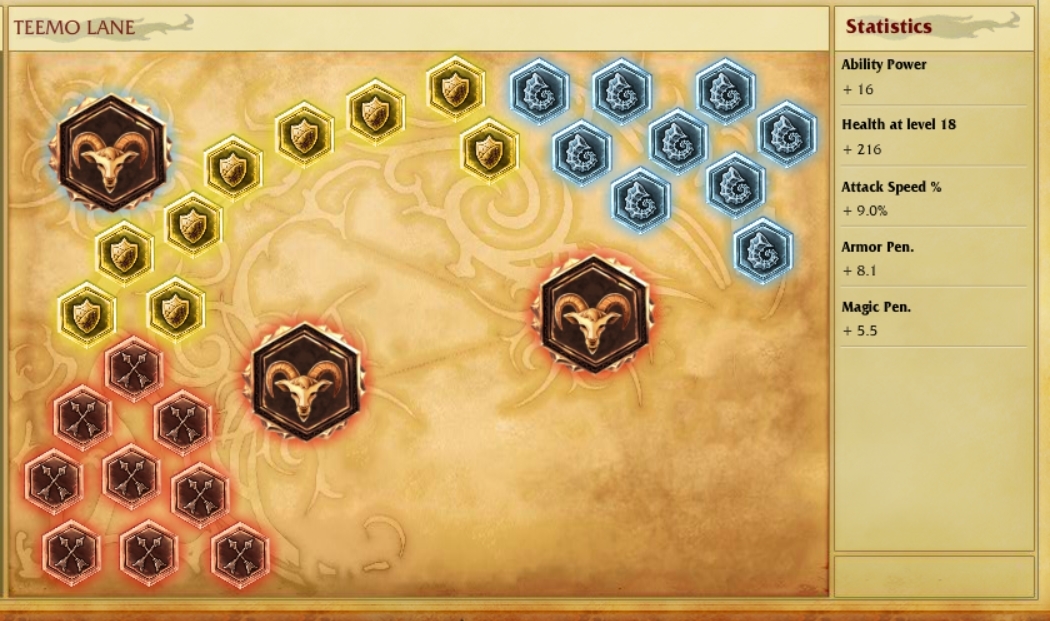 TEEMO LANE
Statistics
Ability Power
+ 16
Health at level 18
+ 216
Attack Speed %
+ 9.0%
Armor Pen.
+ 8.1
Magic Pen.
+ 5.5